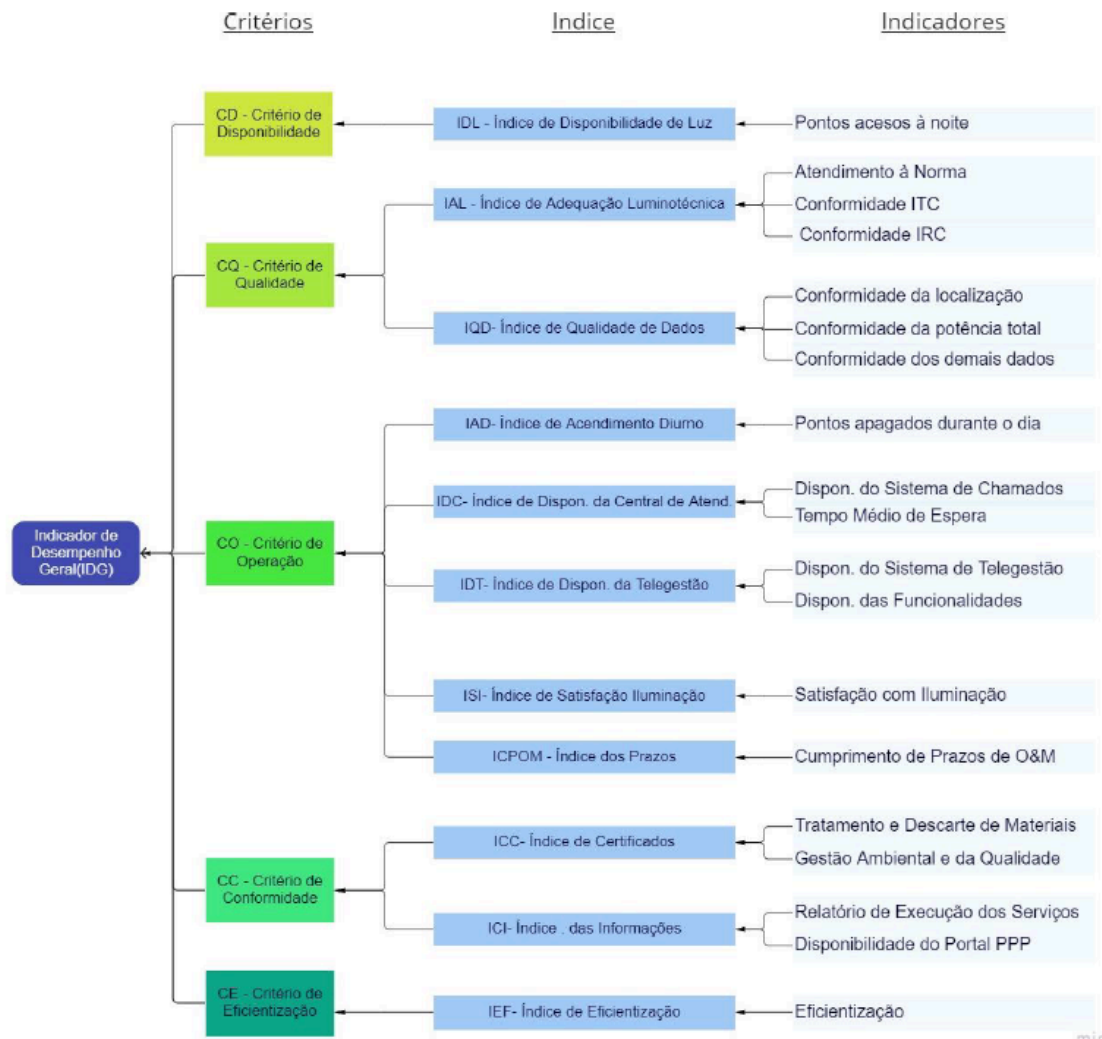 Critérios
Indice
Indicadores
CD - Critério de
Disponibilidade
IDL - Índice de Disponibilidade de Luz
Pontos acesos à noite
IAL - Índice de Adequação Luminotécnica
Atendimento à Norma
Conformidade ITC
Conformidade IRC
CQ - Critério de
Qualidade
IQD- Índice de Qualidade de Dados
Conformidade da localização
Conformidade da potência total
Conformidade dos demais dados
IAD- Índice de Acendimento Diurno
Pontos apagados durante o dia
IDC- Índice de Dispon. da Central de Atend.
Dispon. do Sistema de Chamados
Tempo Médio de Espera
Indicador de
Desempenho
Geral(IDG)
CO - Critério de
Operação
IDT- Índice de Dispon. da Telegestão
Dispon. do Sistema de Telegestão
Dispon. das Funcionalidades
ISI- Índice de Satisfação Iluminação
Satisfação com Iluminação
ICPOM - Índice dos Prazos
Cumprimento de Prazos de O&M
ICC- Índice de Certificados
Tratamento e Descarte de Materiais
Gestão Ambiental e da Qualidade
CC - Critério de
Conformidade
ICI- Índice . das Informações
Relatório de Execução dos Serviços
Disponibilidade do Portal PPP
CE - Critério de
Eficientização
IEF- Índice de Eficientização
Eficientização